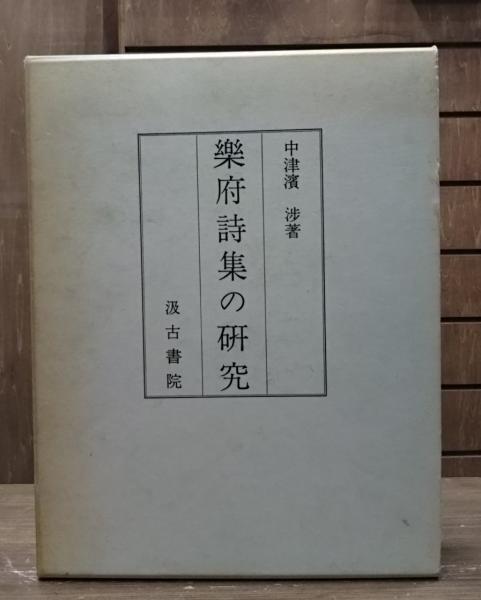 中津濱 涉著
樂府詩集の研究
汲古書院